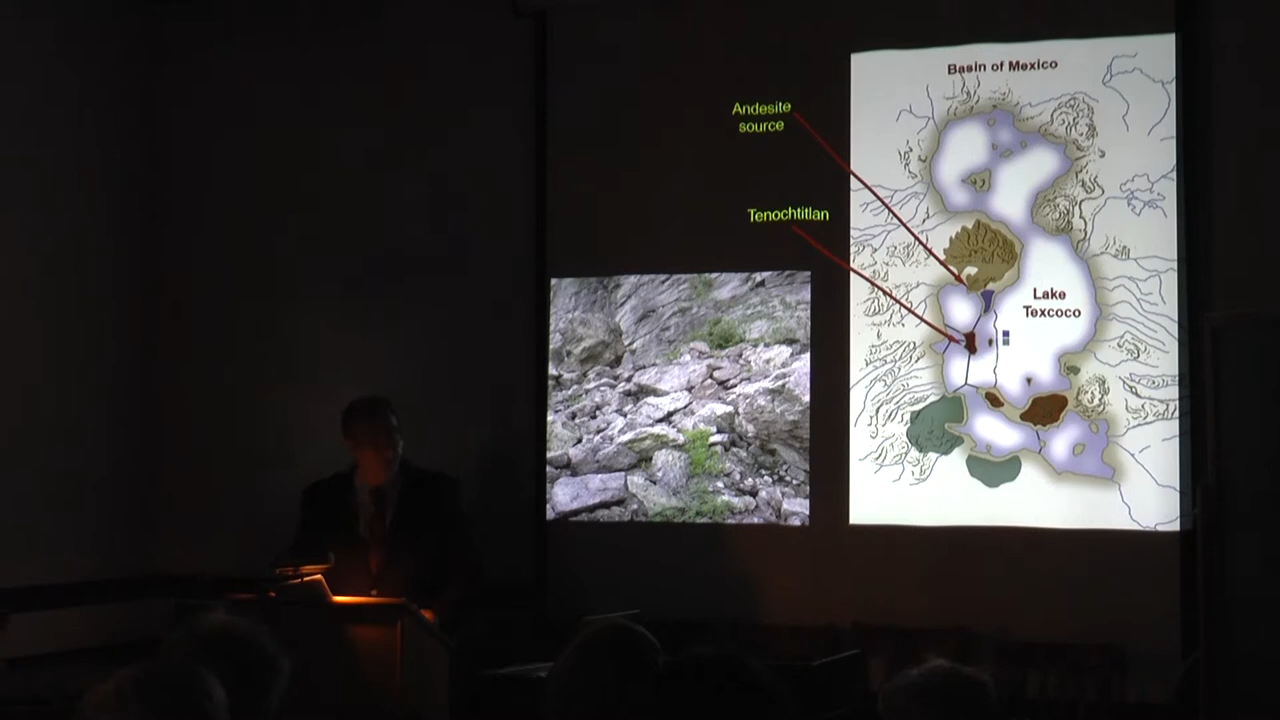 Basin of Mexico
Andesite
source
Tenochtitlan
Lake
Texcoco